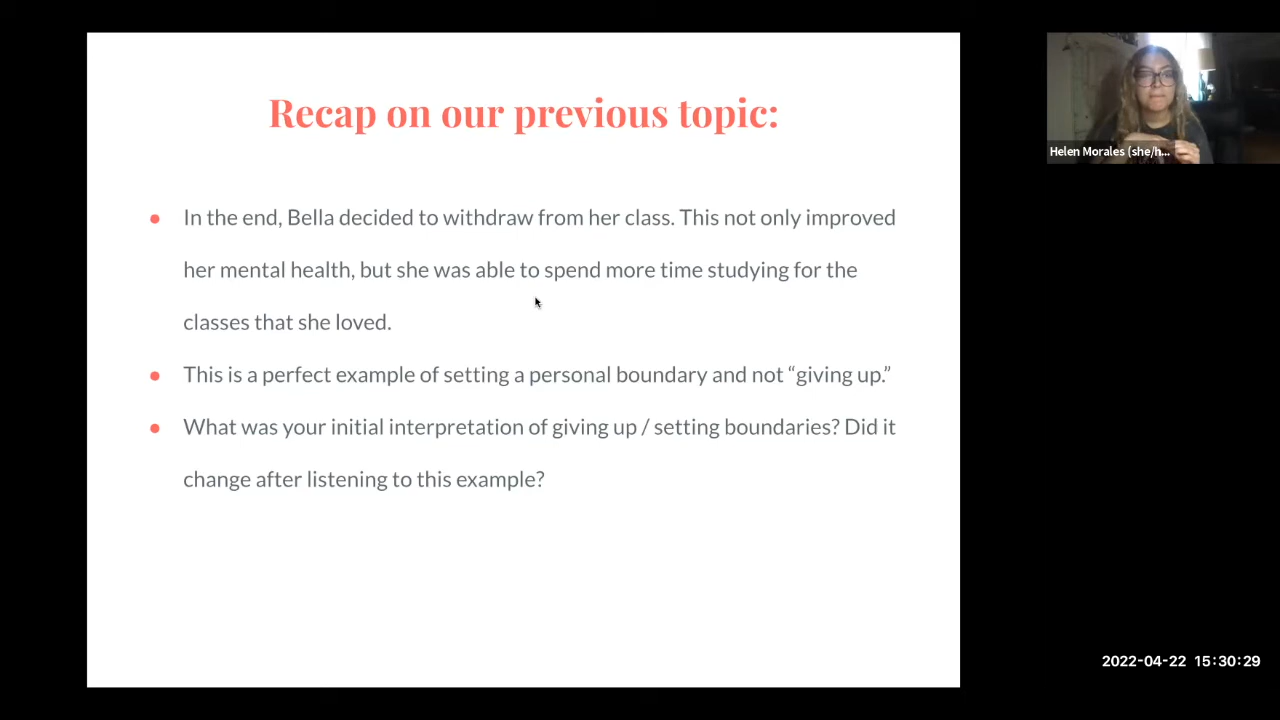 Recap on our previous topic:
● In the end, Bella decided to withdraw from her class. This not only improved
her mental health, but she was able to spend more time studying for the
classes that she loved.
● This is a perfect example of setting a personal boundary and not “giving up.”
● What was your initial interpretation of giving up / setting boundaries? Did it
change after listening to this example?
Helen Morales (she/h...
2022-04-22 15:30:29